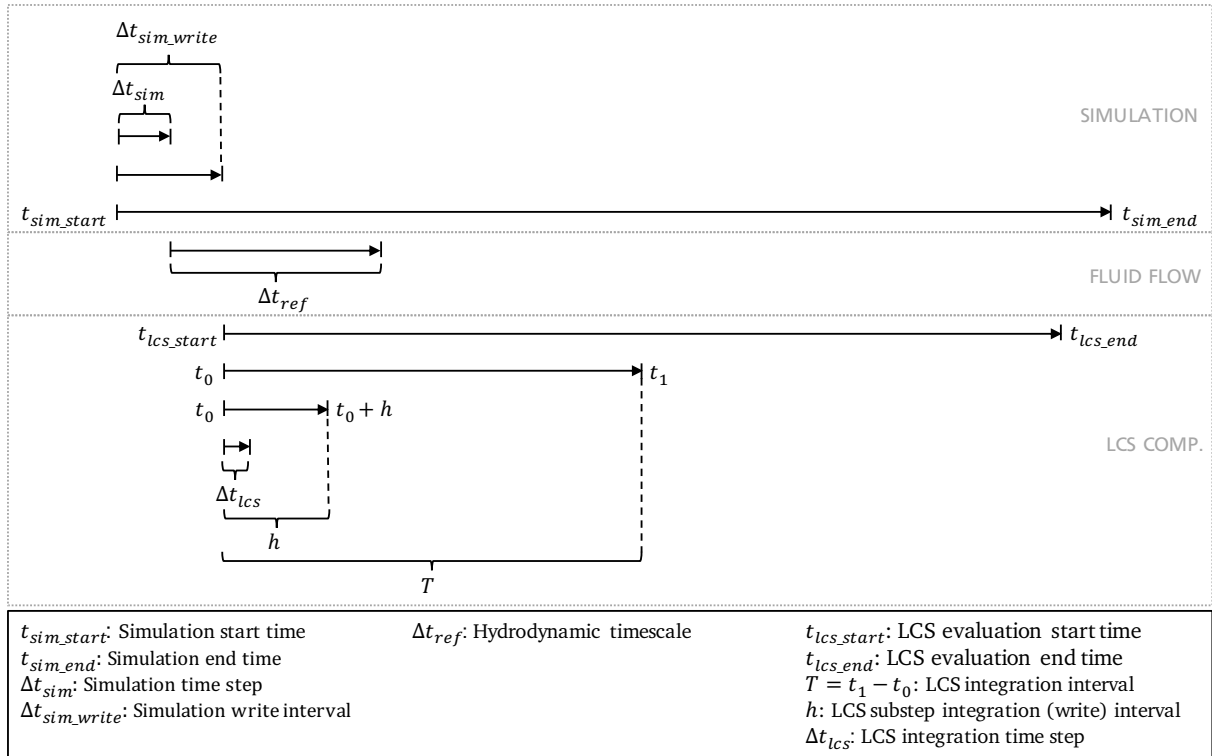 Δt_sim_write
Δt_sim
SIMULATION
t_sim_start t_sim_end
FLUID FLOW
Δt_ref
t_lcs_start t_lcs_end
t_0 t_1
t_0 t_0 + h
LCS COMP.
Δt_lcs
h
T
t_sim_start: Simulation start time
t_sim_end: Simulation end time
Δt_sim: Simulation time step
Δt_sim_write: Simulation write interval
Δt_ref: Hydrodynamic timescale
t_lcs_start: LCS evaluation start time
t_lcs_end: LCS evaluation end time
T = t_1 − t_0: LCS integration interval
h: LCS substep integration (write) interval
Δt_lcs: LCS integration time step